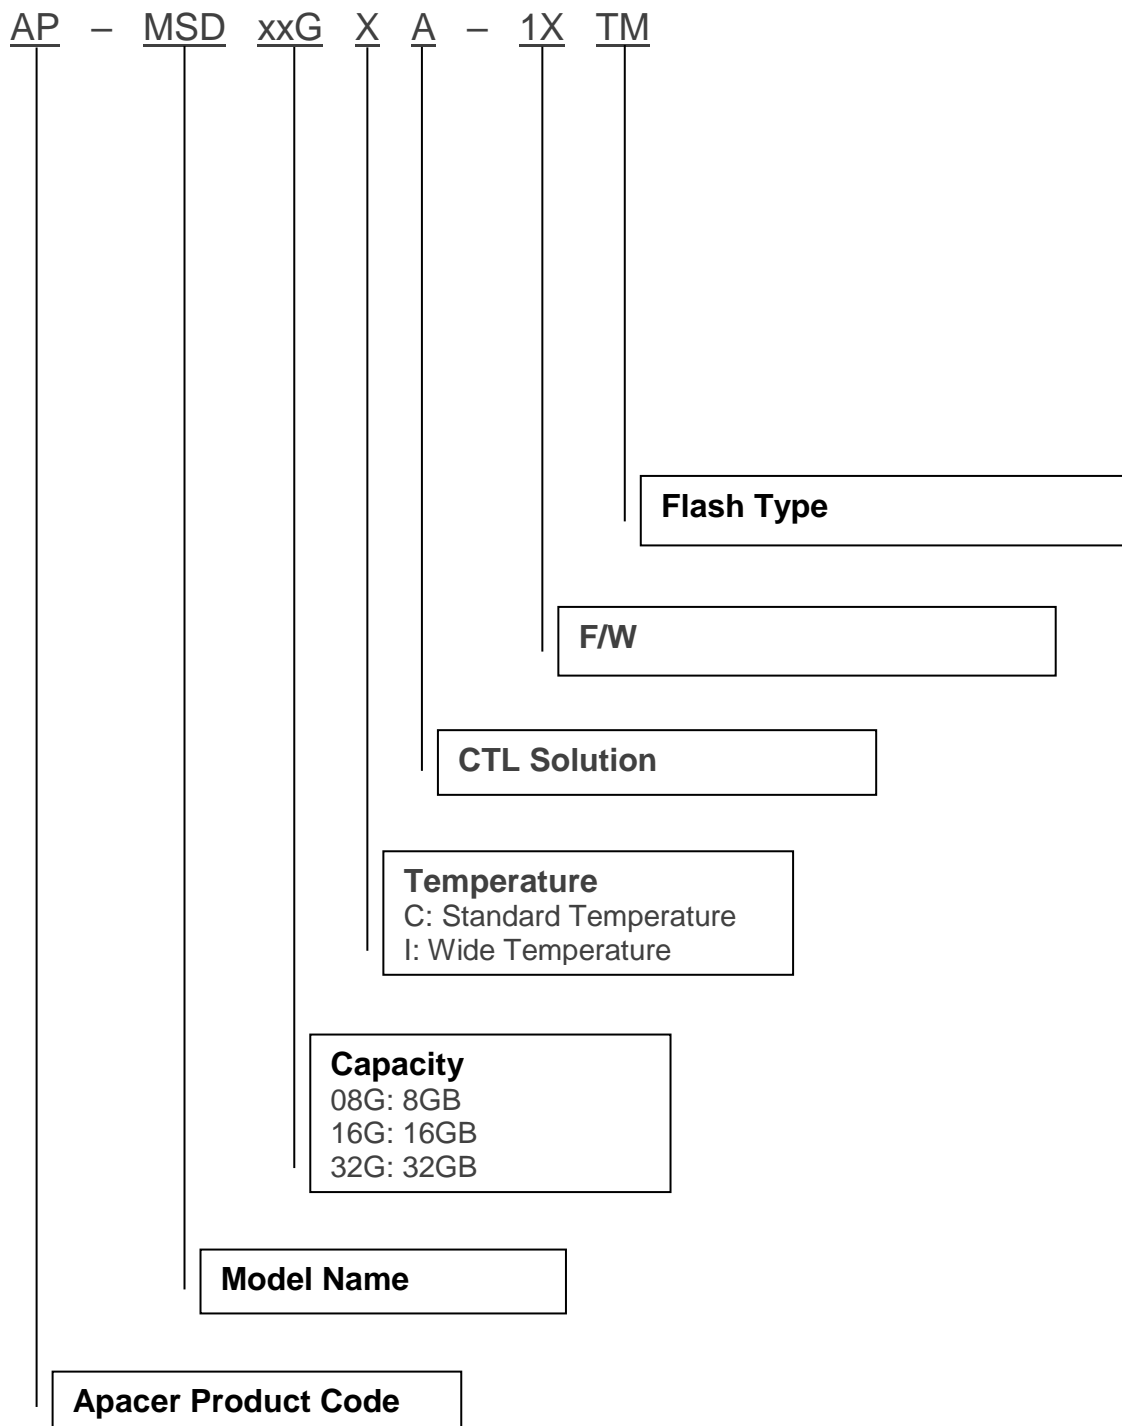 AP – MSD xxG X A – 1X TM
Flash Type
F/W
CTL Solution
Temperature
C: Standard Temperature
I: Wide Temperature
Capacity
08G: 8GB
16G: 16GB
32G: 32GB
Model Name
Apacer Product Code